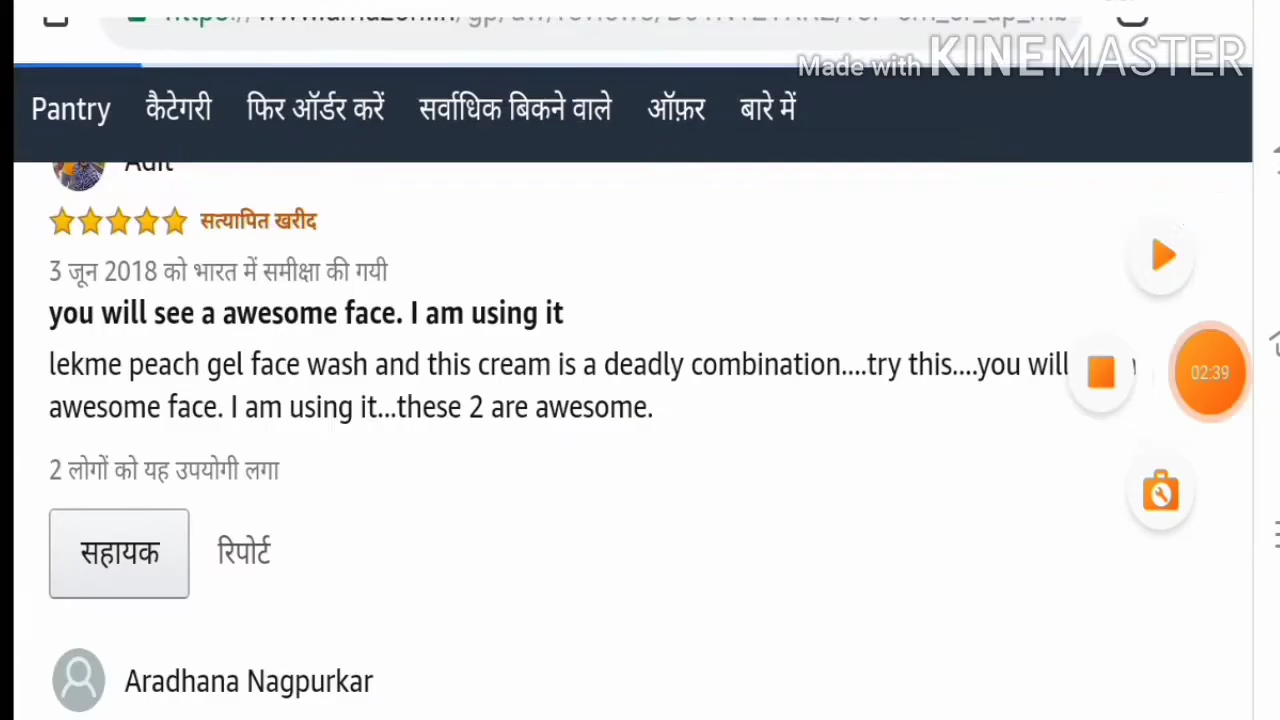 Made with KINEMASTER
Pantry कैटेगरी फिर ऑर्डर करें सर्वाधिक बिकने वाले ऑफ़र बारे में
सत्यापित खरीद
3 जून 2018 को भारत में समीक्षा की गयी
you will see a awesome face. I am using it
lekme peach gel face wash and this cream is a deadly combination....try this....you will
02:39
awesome face. I am using it...these 2 are awesome.
2 लोगों को यह उपयोगी लगा
सहायक रिपोर्ट
Aradhana Nagpurkar